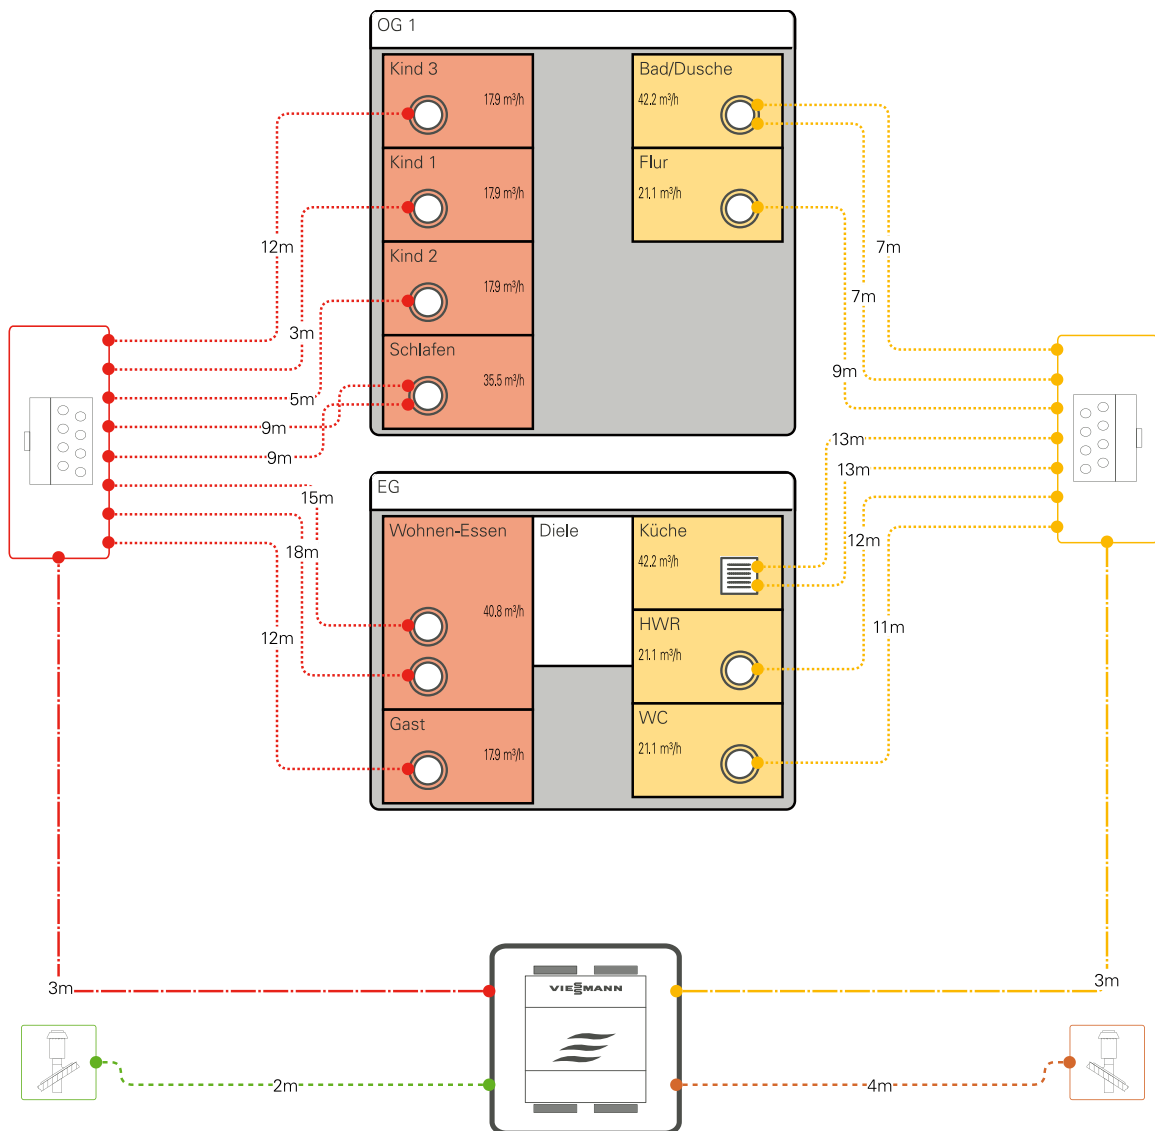 OG 1
Kind 3
17.9 m³/h
Bad/Dusche
42.2 m³/h
Kind 1
17.9 m³/h
Flur
21.1 m³/h
Kind 2
17.9 m³/h
Schlafen
35.5 m³/h
12m
3m
5m
9m
9m
15m
18m
12m
7m
7m
9m
13m
13m
12m
11m
EG
Wohnen-Essen
40.8 m³/h
Diele
Küche
42.2 m³/h
HWR
21.1 m³/h
Gast
17.9 m³/h
WC
21.1 m³/h
3m
VIESMANN
3m
2m
4m